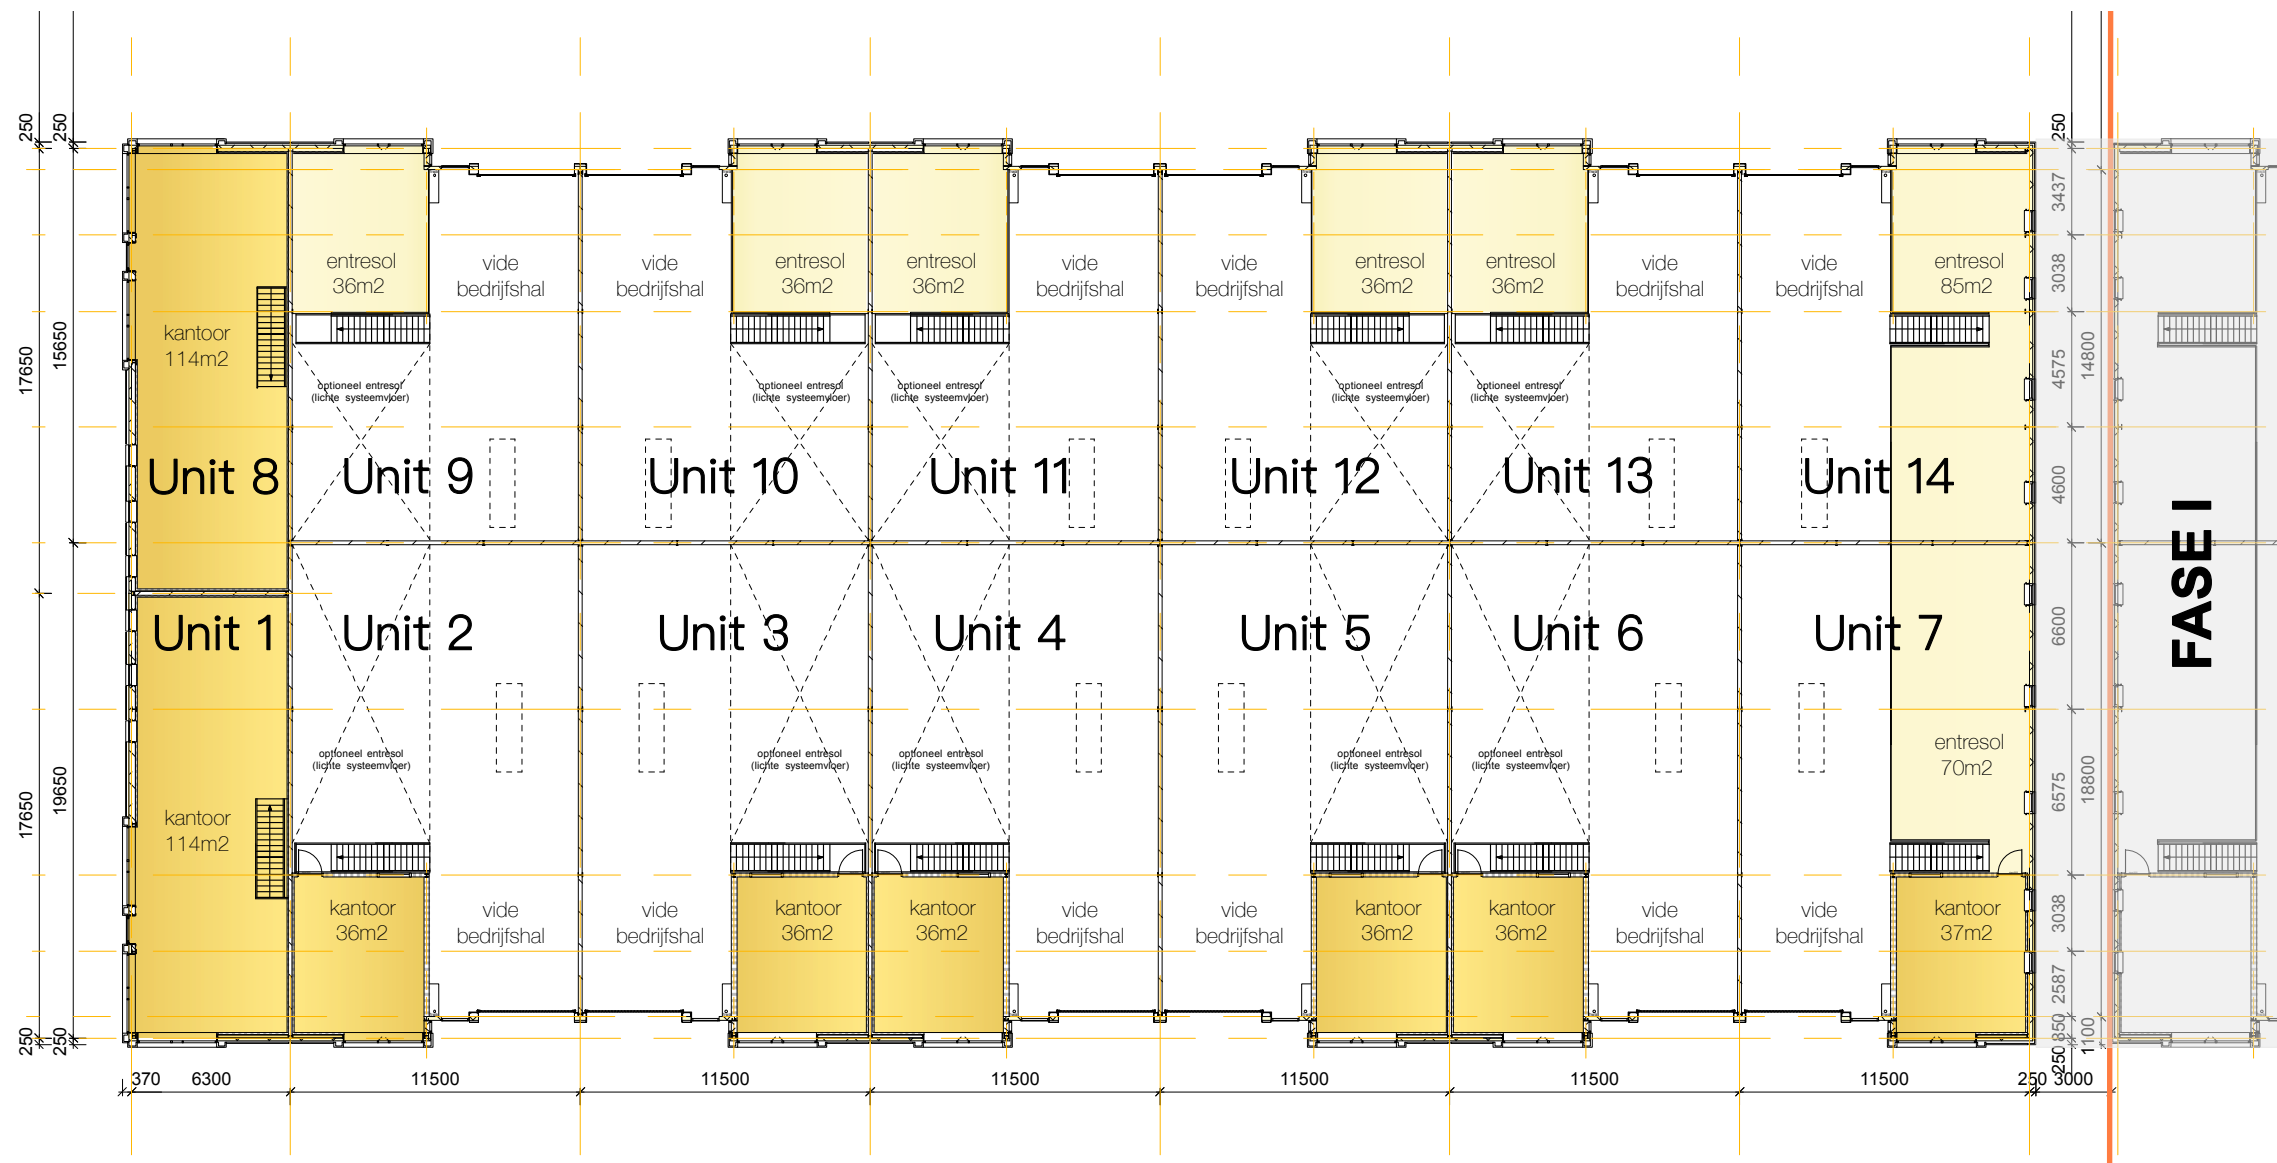 250
250
250
entresol
36m2
vide
bedrijfshal
vide
bedrijfshal
entresol
36m2
entresol
36m2
vide
bedrijfshal
vide
bedrijfshal
entresol
36m2
entresol
36m2
vide
bedrijfshal
vide
bedrijfshal
entresol
85m2
3437
3038
kantoor
114m2
17650
15650
4575
14800
optioneel entresol
(lichte systeemvloer)
optioneel entresol
(lichte systeemvloer)
optioneel entresol
(lichte systeemvloer)
optioneel entresol
(lichte systeemvloer)
optioneel entresol
(lichte systeemvloer)
Unit 8
Unit 9
Unit 10
Unit 11
Unit 12
Unit 13
Unit 14
4600
FASE I
Unit 1
Unit 2
Unit 3
Unit 4
Unit 5
Unit 6
Unit 7
6600
optioneel entresol
(lichte systeemvloer)
optioneel entresol
(lichte systeemvloer)
optioneel entresol
(lichte systeemvloer)
optioneel entresol
(lichte systeemvloer)
optioneel entresol
(lichte systeemvloer)
entresol
70m2
17650
19650
kantoor
114m2
6575
18800
kantoor
36m2
vide
bedrijfshal
vide
bedrijfshal
kantoor
36m2
kantoor
36m2
vide
bedrijfshal
vide
bedrijfshal
kantoor
36m2
kantoor
36m2
vide
bedrijfshal
vide
bedrijfshal
kantoor
37m2
3038
2587
850
1100
250
250
250
370
6300
11500
11500
11500
11500
11500
11500
250
3000